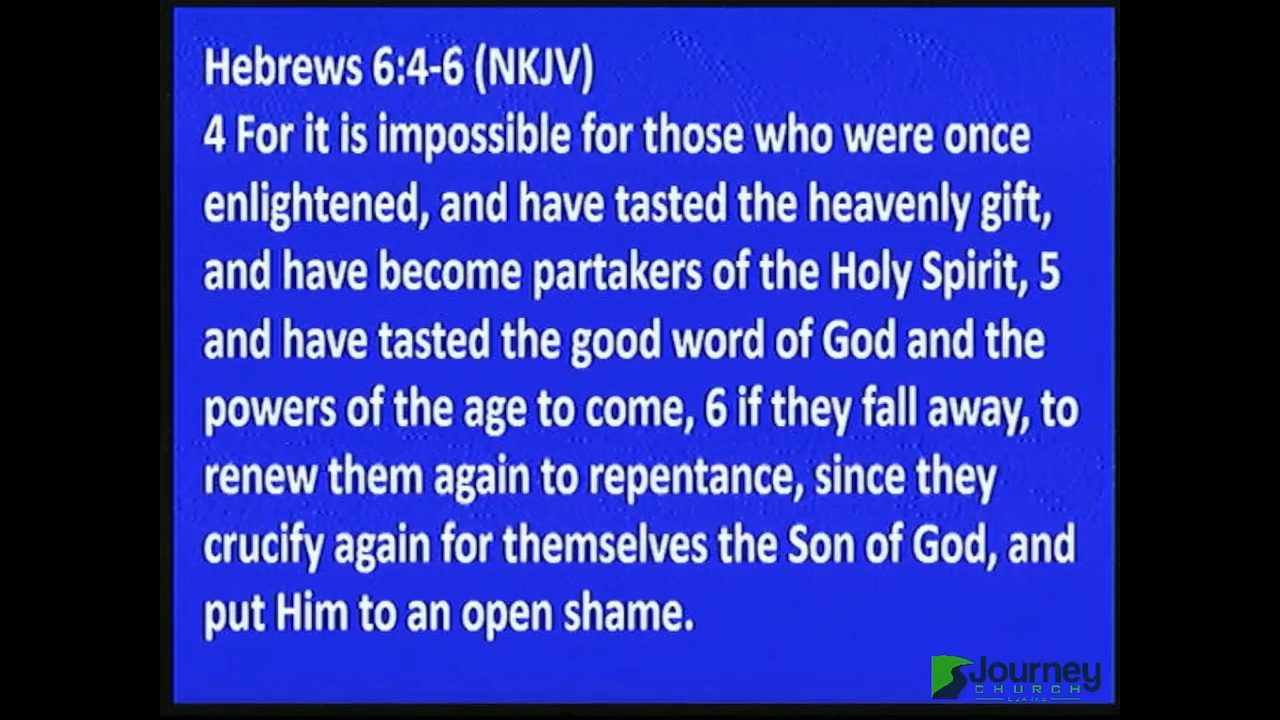 Hebrews 6:4-6 (NKJV)
4 For it is impossible for those who were once
enlightened, and have tasted the heavenly gift,
and have become partakers of the Holy Spirit, 5
and have tasted the good word of God and the
powers of the age to come, 6 if they fall away, to
renew them again to repentance, since they
crucify again for themselves the Son of God, and
put Him to an open shame.
Journey
CHURCH